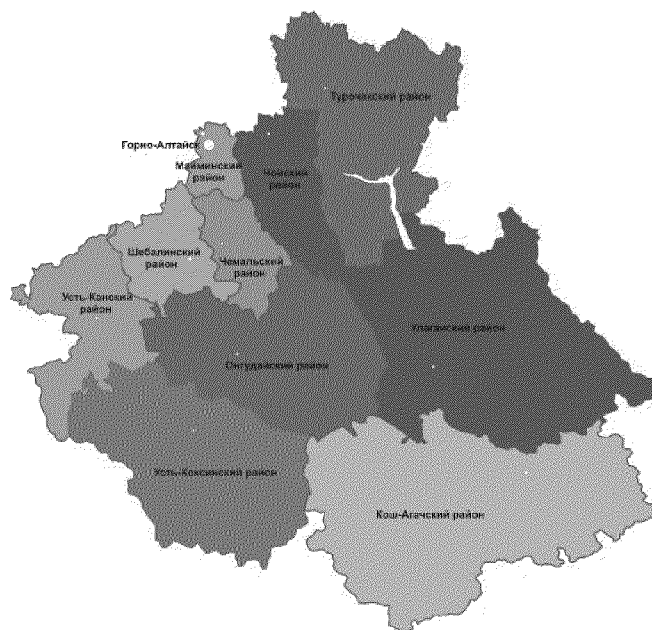 Турочакский район
Горно-Алтайск
Майминский
район
Чойский
район
Шебалинский
район
Чемальский
район
Усть-Канский
район
Улаганский район
Онгудайский район
Усть-Коксинский район
Кош-Агачский район